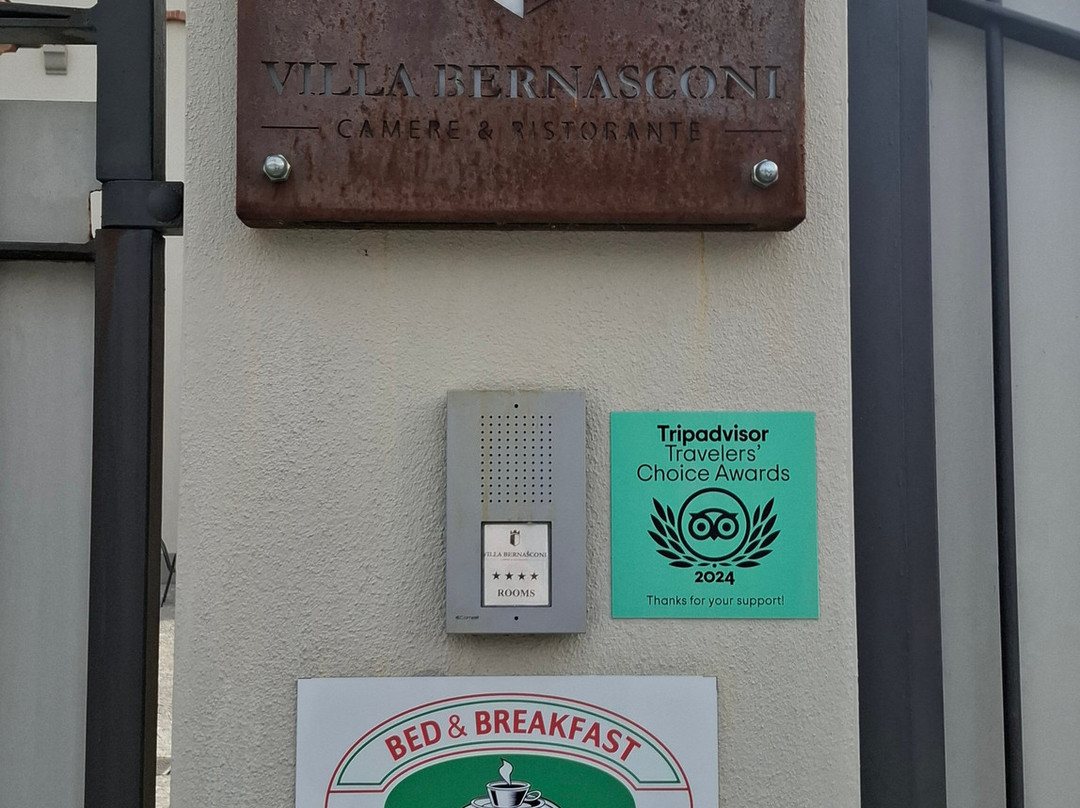 VILLA BERNASCONI
CAMERE & RISTORANTE
Tripadvisor
Travelers'
Choice Awards
2024
Thanks for your support!
VILLA BERNASCONI
★★★★
ROOMS
BED & BREAKFAST